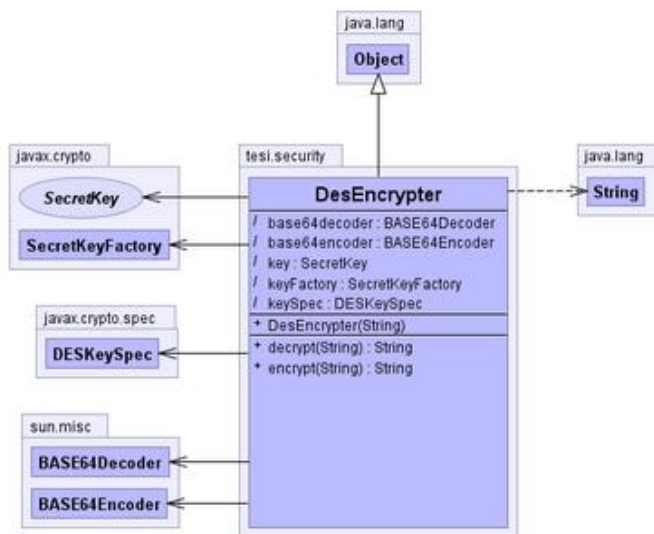 java.lang
Object
javax.crypto
SecretKey
SecretKeyFactory
javax.crypto.spec
DESKeySpec
sun.misc
BASE64Decoder
BASE64Encoder
tesi.security
DesEncrypter
/ base64decoder : BASE64Decoder
/ base64encoder : BASE64Encoder
/ key : SecretKey
/ keyFactory : SecretKeyFactory
/ keySpec : DESKeySpec
+ DesEncrypter(String)
+ decrypt(String) : String
+ encrypt(String) : String
java.lang
String